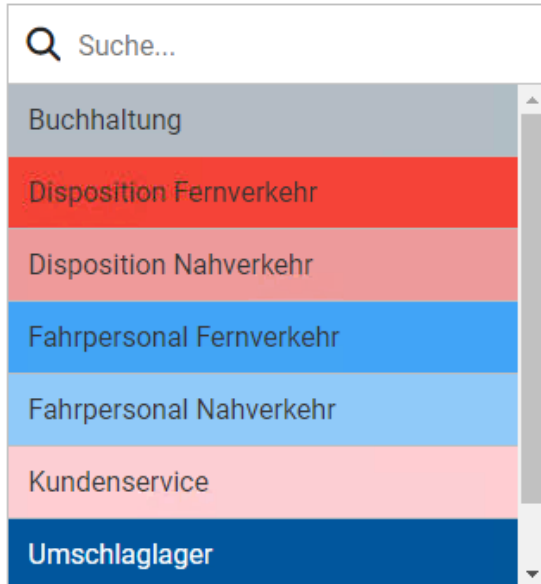 Suche...
Buchhaltung
Disposition Fernverkehr
Disposition Nahverkehr
Fahrpersonal Fernverkehr
Fahrpersonal Nahverkehr
Kundenservice
Umschlaglager